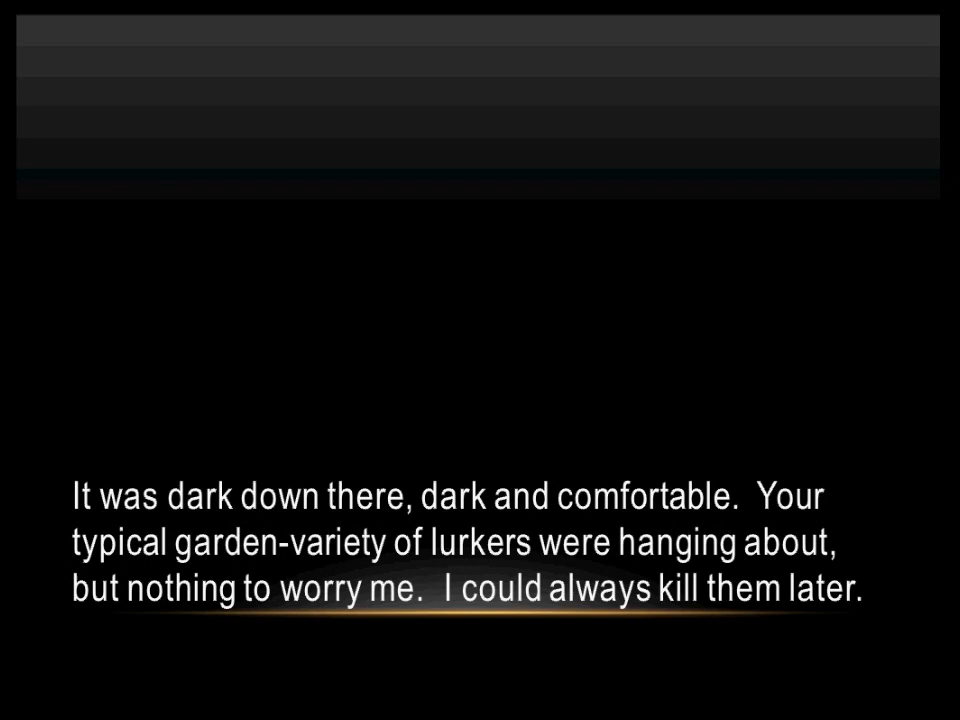 It was dark down there, dark and comfortable.  Your
typical garden-variety of lurkers were hanging about,
but nothing to worry me.  I could always kill them later.